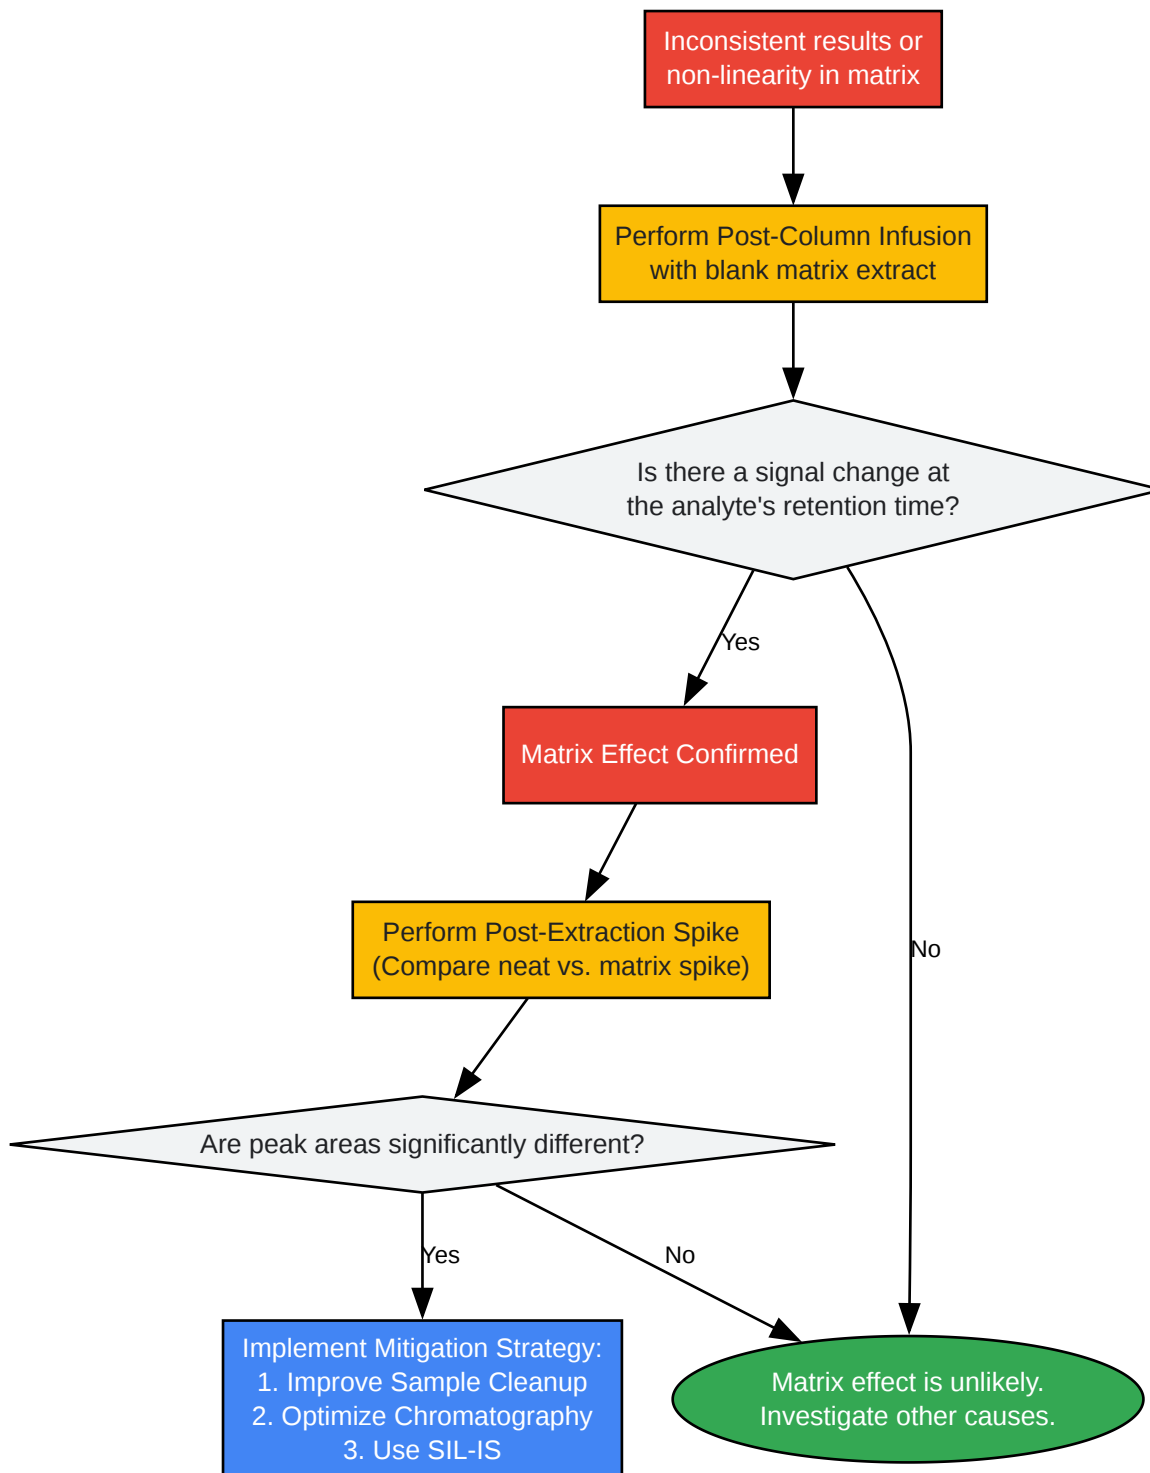 Inconsistent results or
non-linearity in matrix
Perform Post-Column Infusion
with blank matrix extract
Is there a signal change at
the analyte's retention time?
Yes
Matrix Effect Confirmed
Perform Post-Extraction Spike
(Compare neat vs. matrix spike)
No
Are peak areas significantly different?
Yes
No
Implement Mitigation Strategy:
1. Improve Sample Cleanup
2. Optimize Chromatography
3. Use SIL-IS
Matrix effect is unlikely.
Investigate other causes.